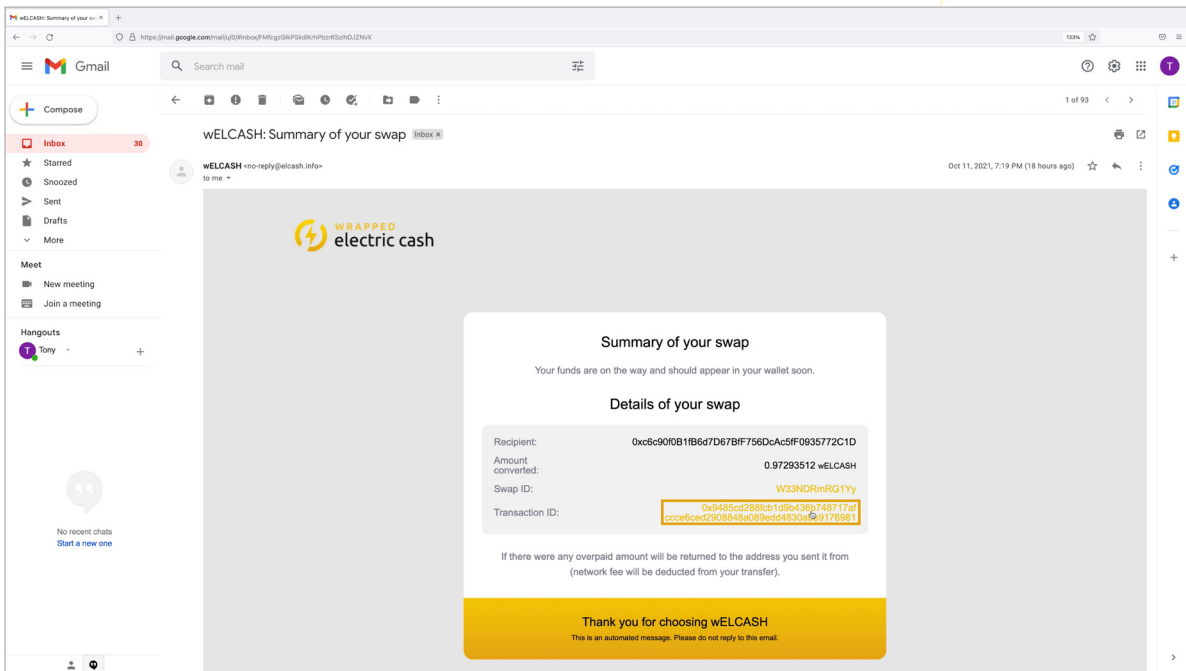 wELCASH: Summary of your sw
https://mail.google.com/mail/u/0/#inbox/FMfcgzGlkPSkdlKrhPbzrKSzlhDJZNvX
133%
Gmail
Search mail
T
Compose
1 of 93
Inbox 30
Starred
Snoozed
Sent
Drafts
More
Meet
New meeting
Join a meeting
Hangouts
T Tony
No recent chats
Start a new one
wELCASH: Summary of your swap Inbox x
wELCASH <no-reply@elcash.info>
Oct 11, 2021, 7:19 PM (18 hours ago)
to me
WRAPPED
electric cash
Summary of your swap
Your funds are on the way and should appear in your wallet soon.
Details of your swap
Recipient: 0xc6c90f0B1fB6d7D67BfF756DcAc5fF0935772C1D
Amount
converted: 0.97293512 wELCASH
Swap ID: W33NDRmRG1Yy
Transaction ID: 0x9485cd288fcb1d9b436b748717af
If there were any overpaid amount will be returned to the address you sent it from
(network fee will be deducted from your transfer).
Thank you for choosing wELCASH
This is an automated message. Please do not reply to this email.